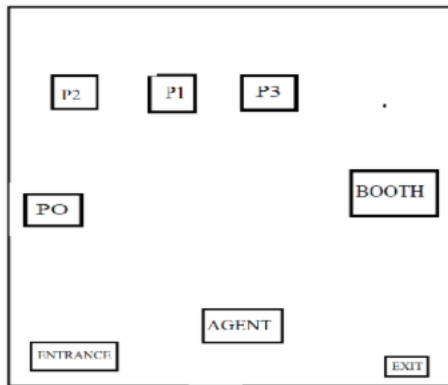 P2
P1
P3
PO
BOOTH
AGENT
ENTRANCE
EXIT